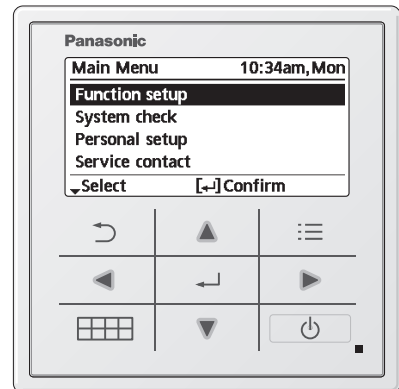 Panasonic
Main Menu 10:34am,Mon
Function setup
System check
Personal setup
Service contact
Select [↵] Confirm